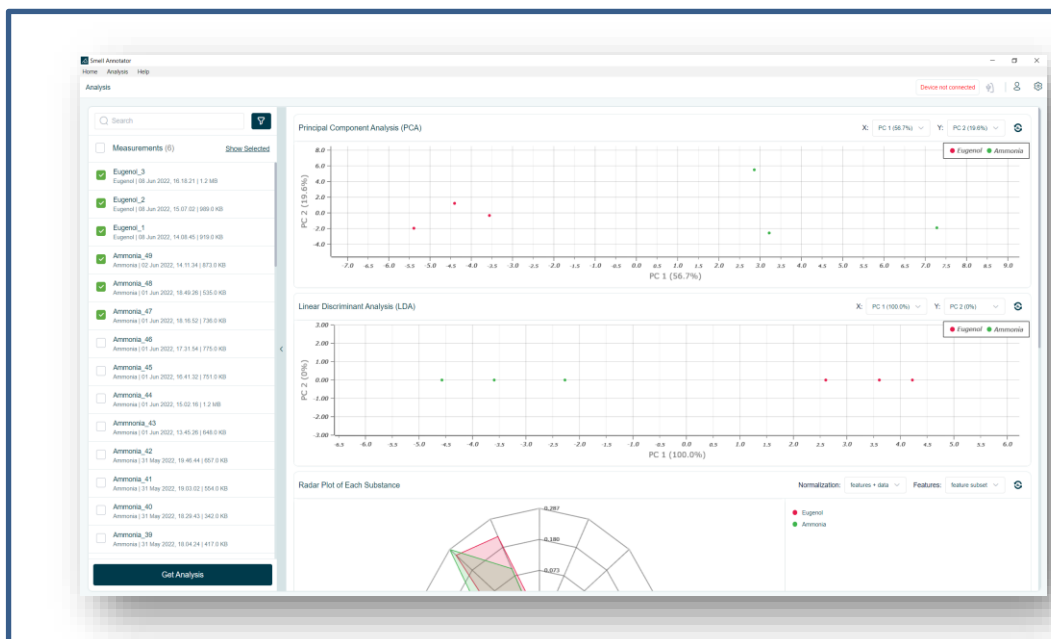 Smell Annotator
Home Analysis Help
Analysis
Device not connected
Search
Measurements (6) Show Selected
Eugenol_3
Eugenol | 08 Jun 2022, 16.18.21 | 1.2 MB
Eugenol_2
Eugenol | 08 Jun 2022, 15.07.02 | 989.0 KB
Eugenol_1
Eugenol | 08 Jun 2022, 14.06.45 | 919.0 KB
Ammonia_49
Ammonia | 02 Jun 2022, 14.11.34 | 873.0 KB
Ammonia_48
Ammonia | 01 Jun 2022, 18.49.26 | 535.0 KB
Ammonia_47
Ammonia | 01 Jun 2022, 18.16.52 | 736.0 KB
Ammonia_46
Ammonia | 01 Jun 2022, 17.31.54 | 775.0 KB
Ammonia_45
Ammonia | 01 Jun 2022, 16.41.32 | 751.0 KB
Ammonia_44
Ammonia | 01 Jun 2022, 15.02.16 | 1.2 MB
Ammnonia_43
Ammonia | 01 Jun 2022, 13.45.26 | 648.0 KB
Ammonia_42
Ammonia | 31 May 2022, 19.46.44 | 657.0 KB
Ammonia_41
Ammonia | 31 May 2022, 19.03.02 | 554.0 KB
Ammonia_40
Ammonia | 31 May 2022, 18.29.43 | 342.0 KB
Ammonia_39
Ammonia | 31 May 2022, 18.04.24 | 417.0 KB
Get Analysis
Principal Component Analysis (PCA) X: PC 1 (56.7%) Y: PC 2 (19.6%)
Eugenol Ammonia
PC 2 (19.6%)
8.0
6.0
4.0
2.0
0.0
-2.0
-4.0
-7.0 -6.5 -6.0 -5.5 -5.0 -4.5 -4.0 -3.5 -3.0 -2.5 -2.0 -1.5 -1.0 -0.5 0.0 0.5 1.0 1.5 2.0 2.5 3.0 3.5 4.0 4.5 5.0 5.5 6.0 6.5 7.0 7.5 8.0 8.5 9.0
PC 1 (56.7%)
Linear Discriminant Analysis (LDA) X: PC 1 (100.0%) Y: PC 2 (0%)
Eugenol Ammonia
PC 2 (0%)
3.00
2.00
1.00
0.00
-1.00
-2.00
-3.00
-6.5 -6.0 -5.5 -5.0 -4.5 -4.0 -3.5 -3.0 -2.5 -2.0 -1.5 -1.0 -0.5 0.0 0.5 1.0 1.5 2.0 2.5 3.0 3.5 4.0 4.5 5.0 5.5 6.0
PC 1 (100.0%)
Radar Plot of Each Substance Normalization: features + data Features: feature subset
0.287
0.180
0.073
Eugenol
Ammonia